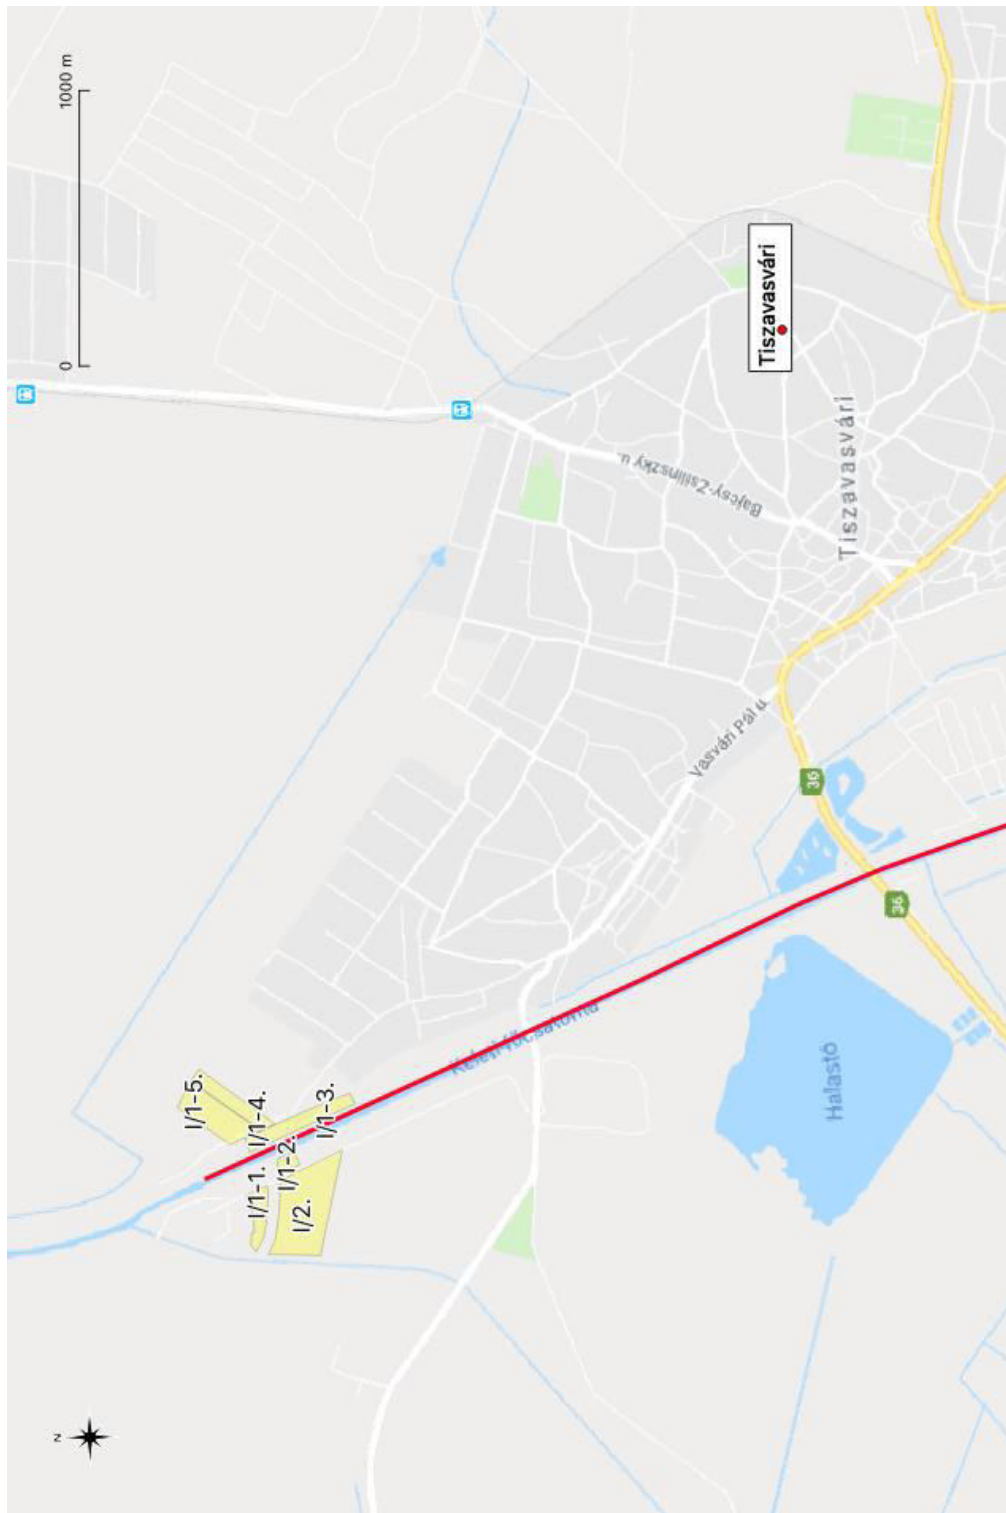 1000 m
0
N
Tiszavasvári
Tiszavasvári
Bajcsy-Zsilinszky u.
Vasvári Pál u.
36
36
Keleti-főcsatorna
Halastó
I/1-5.
I/1-4.
I/1-3.
I/1-2.
I/1-1.
I/2.